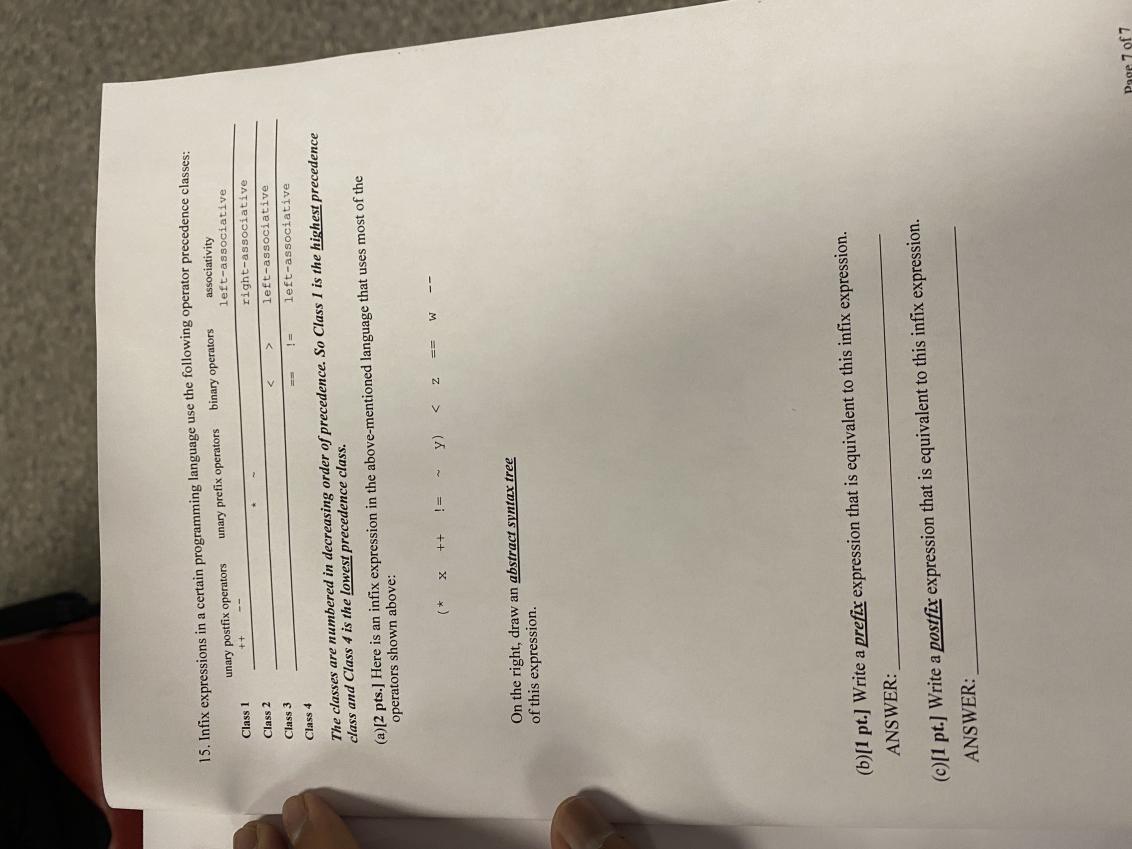 15. Infix expressions in a certain programming language use the following operator precedence classes:
unary postfix operators unary prefix operators binary operators associativity
Class 1 ++ -- left-associative
Class 2 * ~ right-associative
Class 3 < > left-associative
Class 4 == != left-associative
The classes are numbered in decreasing order of precedence. So Class 1 is the highest precedence
class and Class 4 is the lowest precedence class.
(a)[2 pts.] Here is an infix expression in the above-mentioned language that uses most of the
operators shown above:
(* x ++ != ~ y) < z == w --
On the right, draw an abstract syntax tree
of this expression.
(b)[1 pt.] Write a prefix expression that is equivalent to this infix expression.
ANSWER:
(c)[1 pt.] Write a postfix expression that is equivalent to this infix expression.
ANSWER:
Page 7 of 7